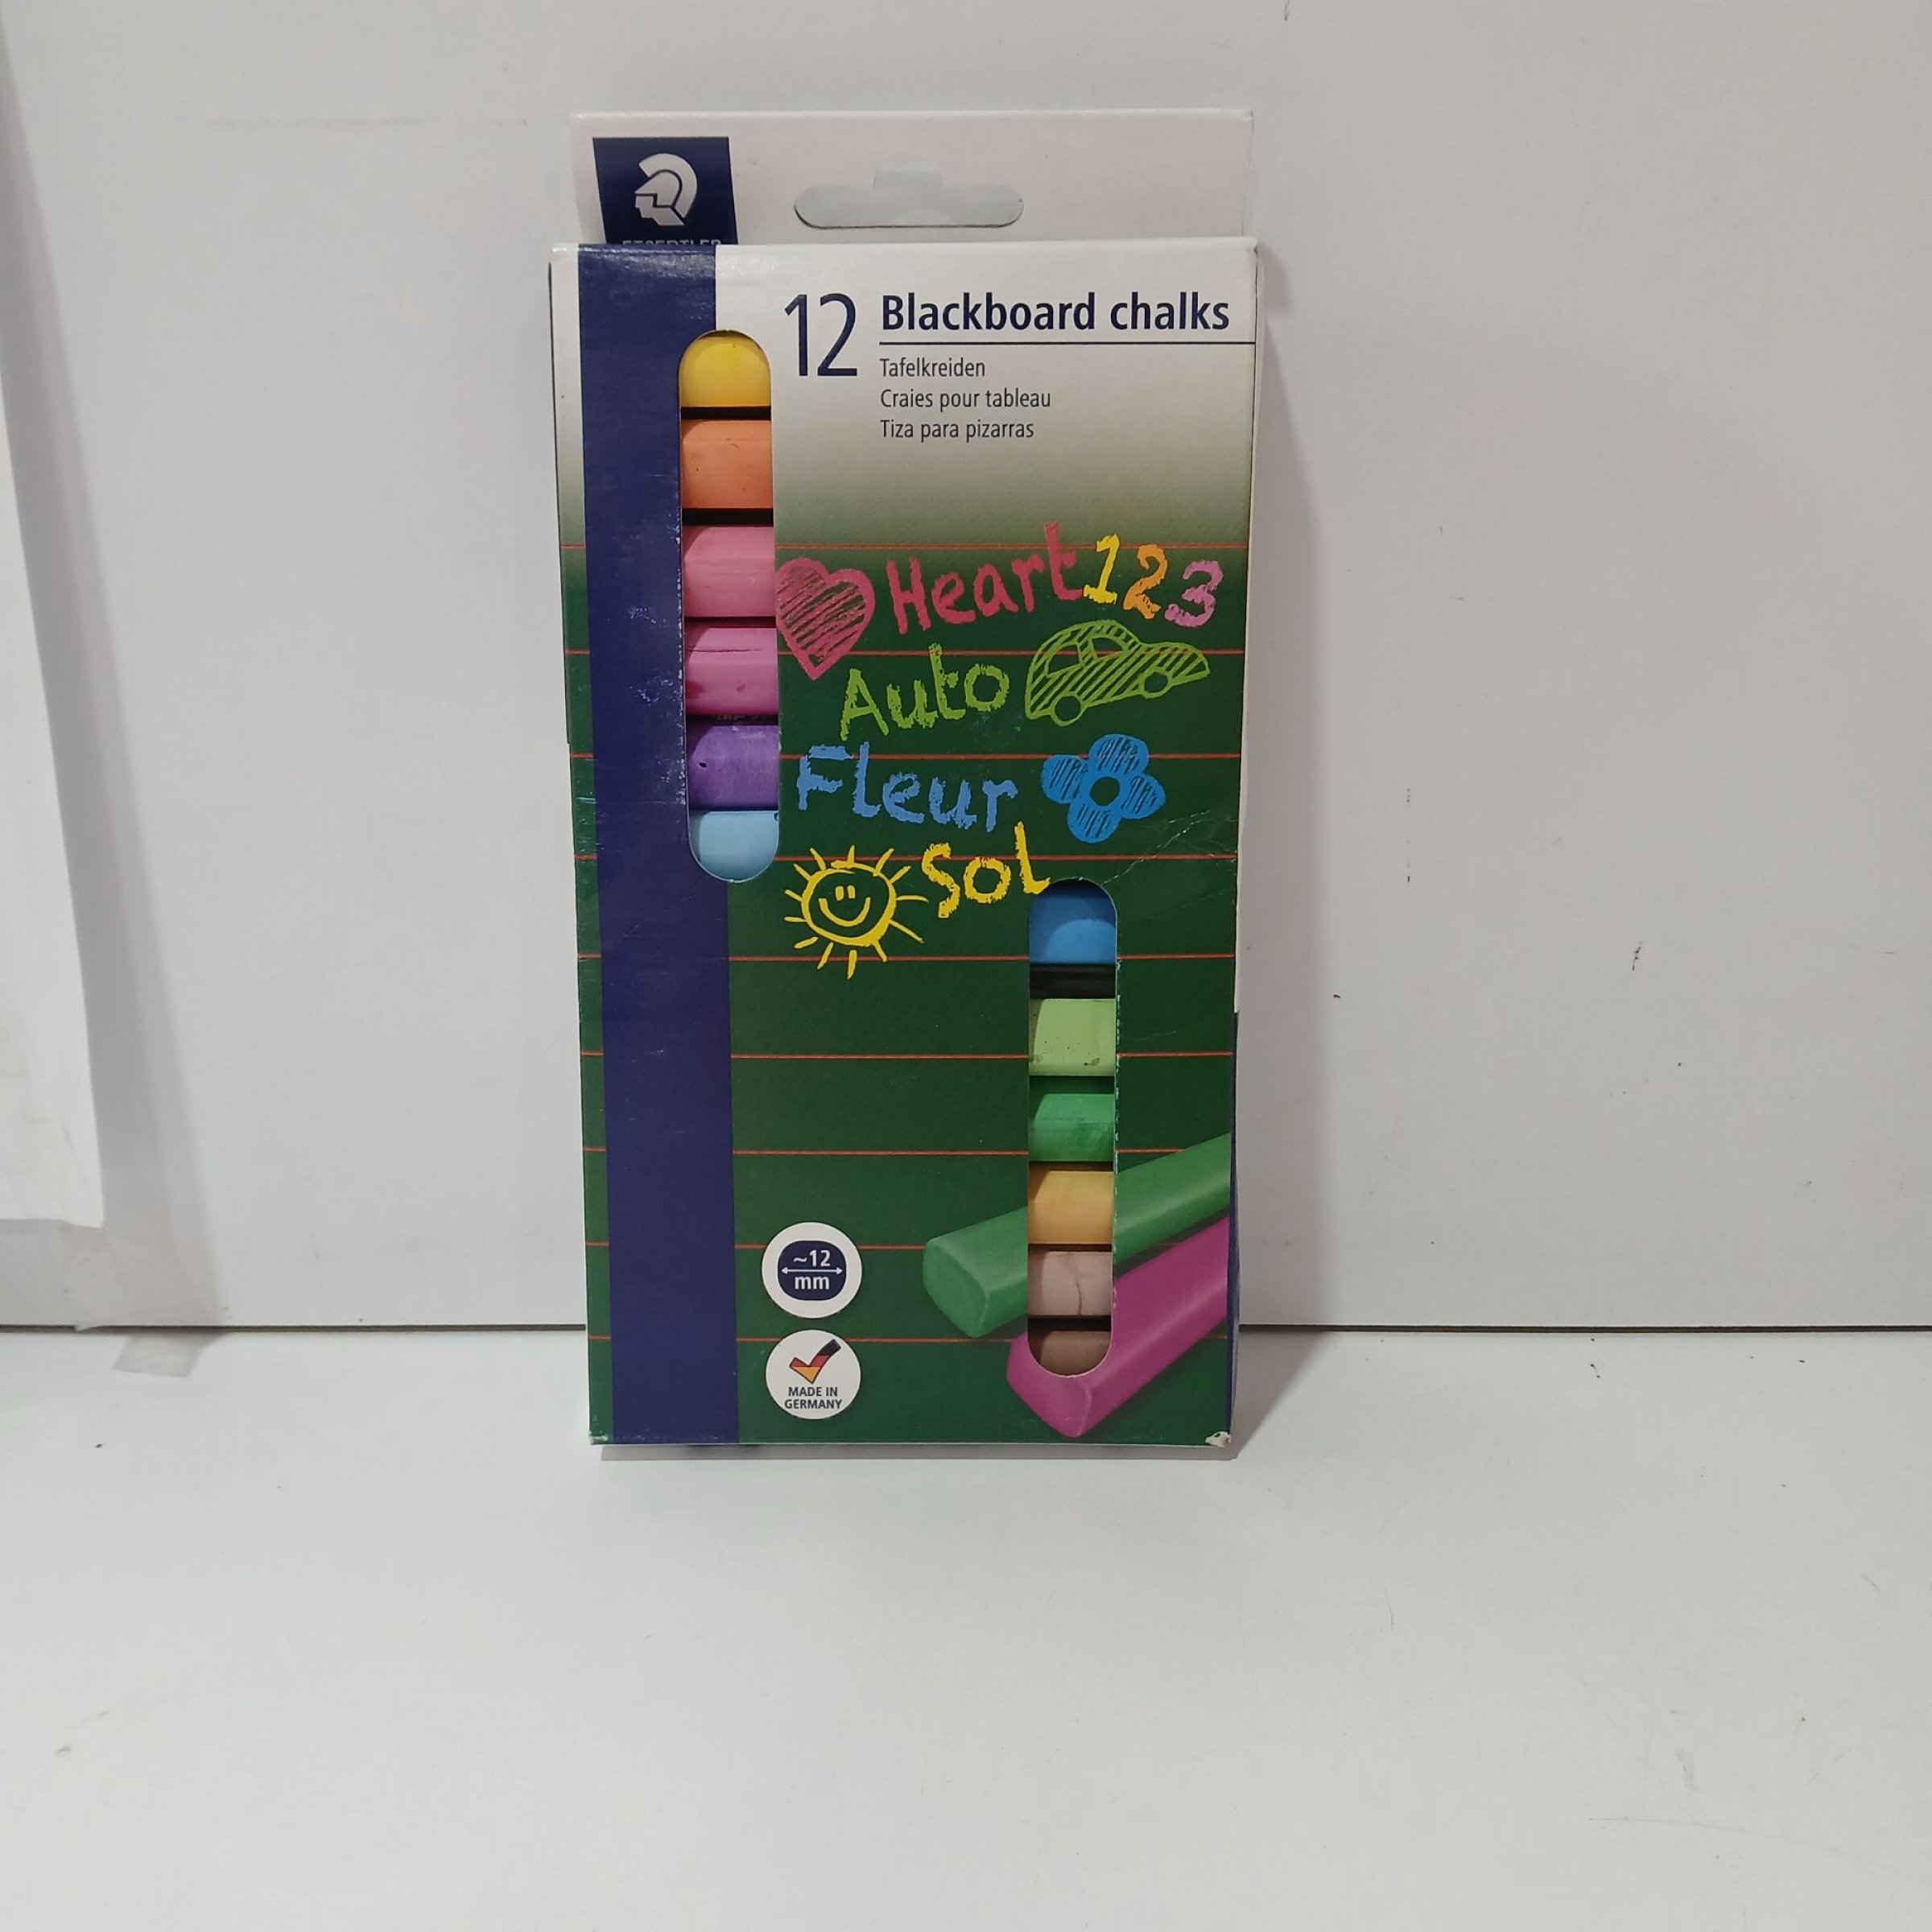 STAEDTLER
12 Blackboard chalks
Tafelkreiden
Craies pour tableau
Tiza para pizarras
Heart 123
Auto
Fleur
Sol
~12
mm
MADE IN
GERMANY